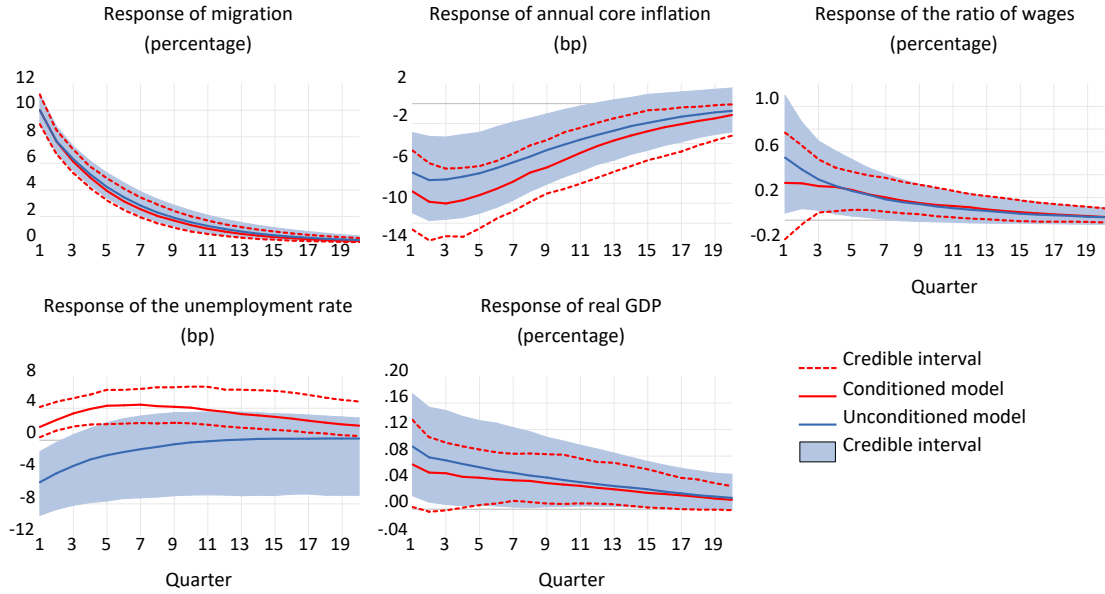 Response of migration
(percentage)
12
10
8
6
4
2
0
1 3 5 7 9 11 13 15 17 19
Response of annual core inflation
(bp)
2
-2
-6
-10
-14
1 3 5 7 9 11 13 15 17 19
Response of the ratio of wages
(percentage)
1.0
0.6
0.2
-0.2
1 3 5 7 9 11 13 15 17 19
Quarter
Response of the unemployment rate
(bp)
8
4
0
-4
-8
-12
1 3 5 7 9 11 13 15 17 19
Quarter
Response of real GDP
(percentage)
.20
.16
.12
.08
.04
.00
-.04
1 3 5 7 9 11 13 15 17 19
Quarter
Credible interval
Conditioned model
Unconditioned model
Credible interval